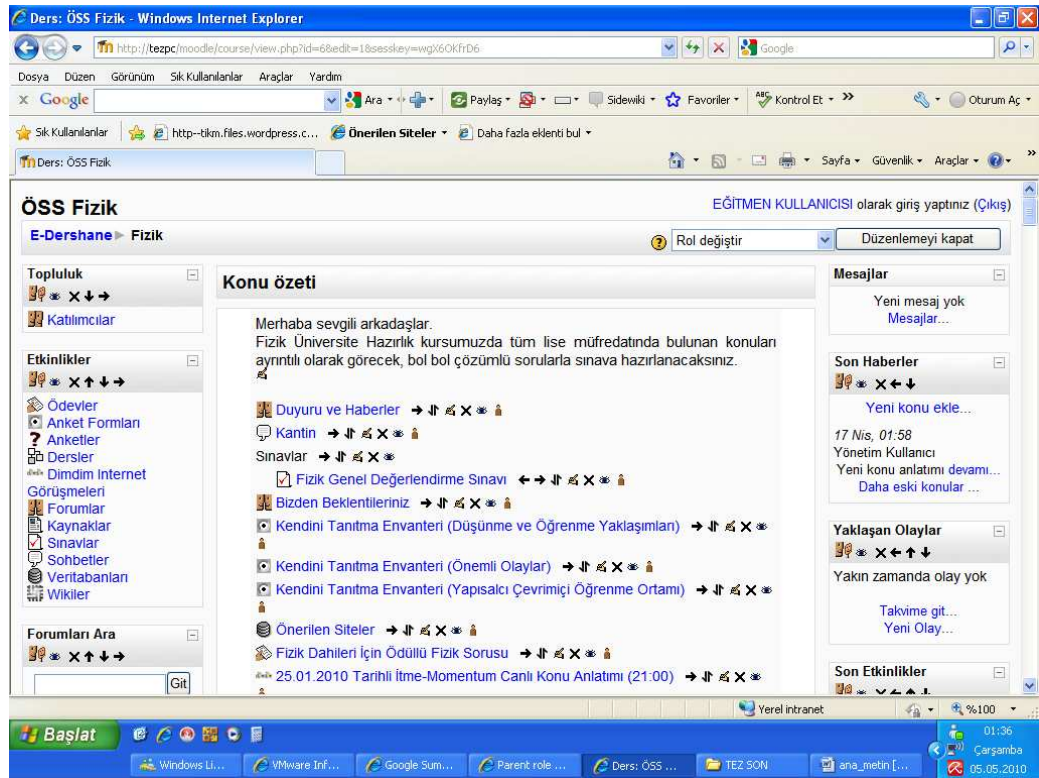 Ders: ÖSS Fizik - Windows Internet Explorer
http://tezpc/moodle/course/view.php?id=6&edit=1&sesskey=wgX6OKfrD6
Google
Dosya Düzen Görünüm Sık Kullanılanlar Araçlar Yardım
x Google Ara Paylaş Sidewiki Favoriler Kontrol Et >> Oturum Aç
Sık Kullanılanlar http--tikm.files.wordpress.c... Önerilen Siteler Daha fazla eklenti bul
Ders: ÖSS Fizik Sayfa Güvenlik Araçlar >>
ÖSS Fizik
EĞİTMEN KULLANICISI olarak giriş yaptınız (Çıkış)
E-Dershane ► Fizik
Rol değiştir
Düzenlemeyi kapat
Topluluk
Katılımcılar
Etkinlikler
Ödevler
Anket Formları
Anketler
Dersler
Dimdim Internet
Görüşmeleri
Forumlar
Kaynaklar
Sınavlar
Sohbetler
Veritabanları
Wikiler
Forumları Ara
Git
Konu özeti
Merhaba sevgili arkadaşlar.
Fizik Üniversite Hazırlık kursumuzda tüm lise müfredatında bulunan konuları
ayrıntılı olarak görecek, bol bol çözümlü sorularla sınava hazırlanacaksınız.
Duyuru ve Haberler
Kantin
Sınavlar
Fizik Genel Değerlendirme Sınavı
Bizden Beklentileriniz
Kendini Tanıtma Envanteri (Düşünme ve Öğrenme Yaklaşımları)
Kendini Tanıtma Envanteri (Önemli Olaylar)
Kendini Tanıtma Envanteri (Yapısalcı Çevrimiçi Öğrenme Ortamı)
Önerilen Siteler
Fizik Dahileri İçin Ödüllü Fizik Sorusu
25.01.2010 Tarihli İtme-Momentum Canlı Konu Anlatımı (21:00)
Mesajlar
Yeni mesaj yok
Mesajlar...
Son Haberler
Yeni konu ekle...
17 Nis, 01:58
Yönetim Kullanıcı
Yeni konu anlatımı devamı...
Daha eski konular ...
Yaklaşan Olaylar
Yakın zamanda olay yok
Takvime git...
Yeni Olay...
Son Etkinlikler
Yerel intranet
%100
Başlat
Windows Li...
VMware Inf...
Google Sum...
Parent role ...
Ders: ÖSS ...
TEZ SON
ana_metin [...
01:36
Çarşamba
05.05.2010